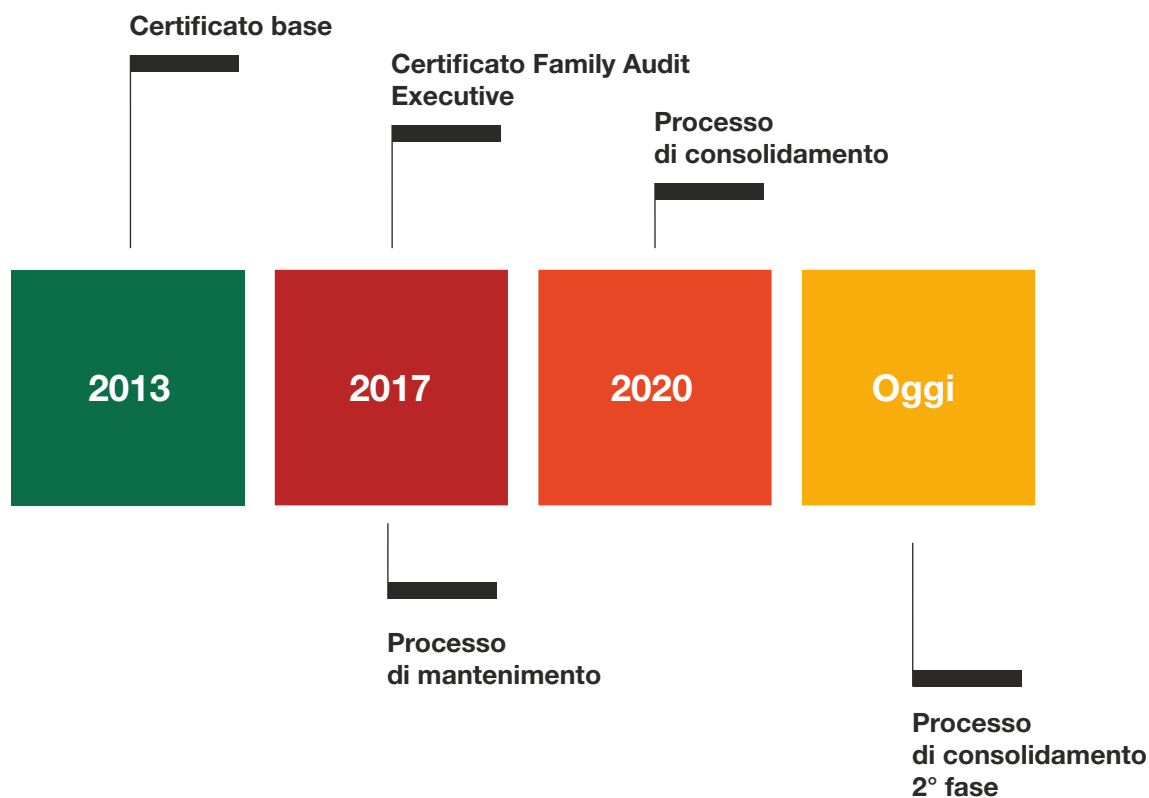 Certificato base
Certificato Family Audit
Executive
Processo
di consolidamento
2013
2017
2020
Oggi
Processo
di mantenimento
Processo
di consolidamento
2° fase